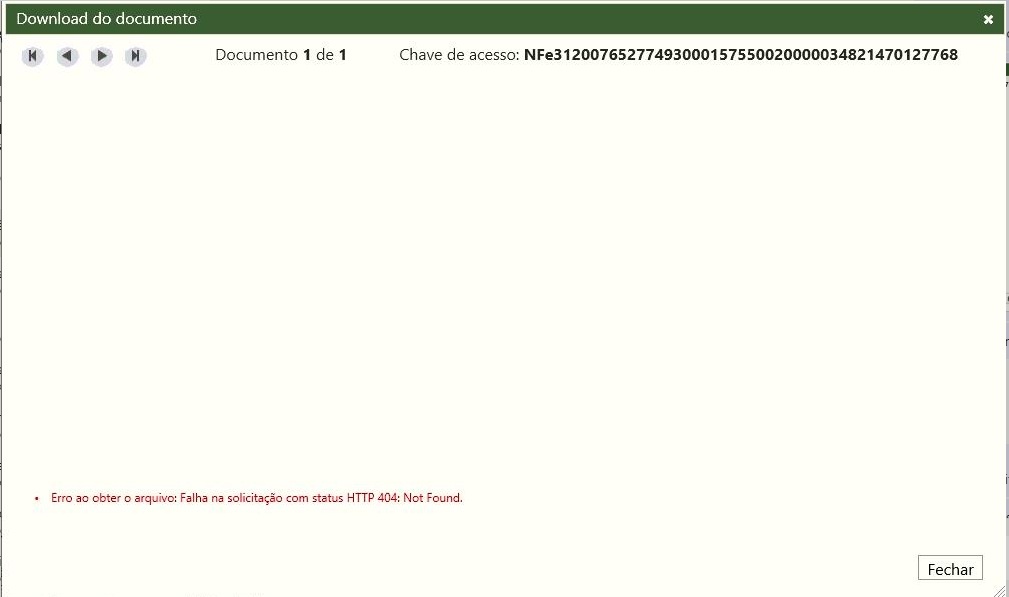 Download do documento
Documento 1 de 1 Chave de acesso: NFe31200765277493000157550020000034821470127768
Erro ao obter o arquivo: Falha na solicitação com status HTTP 404: Not Found.
Fechar